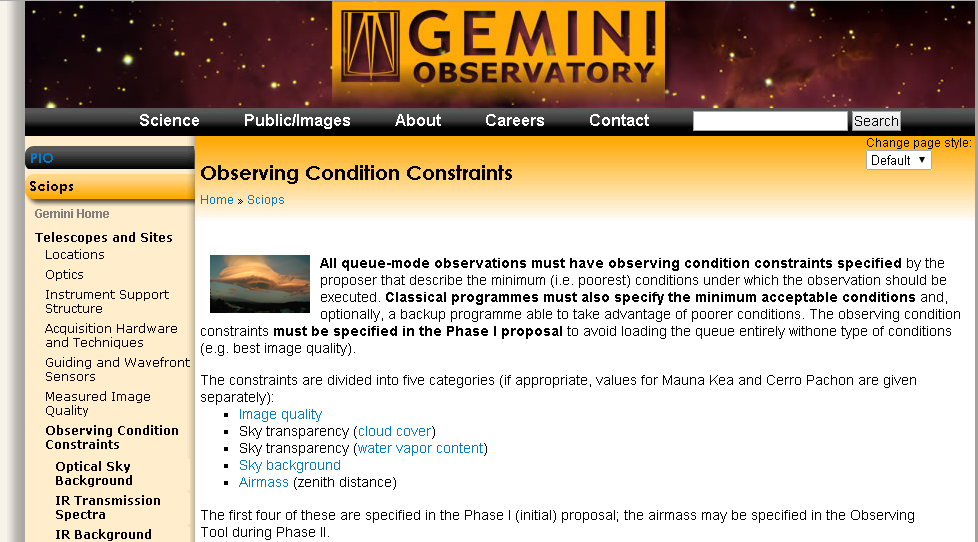 GEMINI
OBSERVATORY
Science Public/Images About Careers Contact Search
Change page style:
Default
PIO
Sciops
Gemini Home
Telescopes and Sites
Locations
Optics
Instrument Support
Structure
Acquisition Hardware
and Techniques
Guiding and Wavefront
Sensors
Measured Image
Quality
Observing Condition
Constraints
Optical Sky
Background
IR Transmission
Spectra
IR Background
Observing Condition Constraints
Home » Sciops
All queue-mode observations must have observing condition constraints specified by the
proposer that describe the minimum (i.e. poorest) conditions under which the observation should be
executed. Classical programmes must also specify the minimum acceptable conditions and,
optionally, a backup programme able to take advantage of poorer conditions. The observing condition
constraints must be specified in the Phase I proposal to avoid loading the queue entirely withone type of conditions
(e.g. best image quality).
The constraints are divided into five categories (if appropriate, values for Mauna Kea and Cerro Pachon are given
separately):
Image quality
Sky transparency (cloud cover)
Sky transparency (water vapor content)
Sky background
Airmass (zenith distance)
The first four of these are specified in the Phase I (initial) proposal; the airmass may be specified in the Observing
Tool during Phase II.